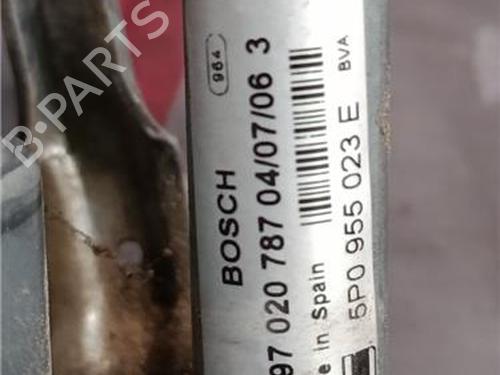 B-PARTS
964
BOSCH
97 020 787 04/07/06 3
e in Spain
5P0 955 023 E
BVA